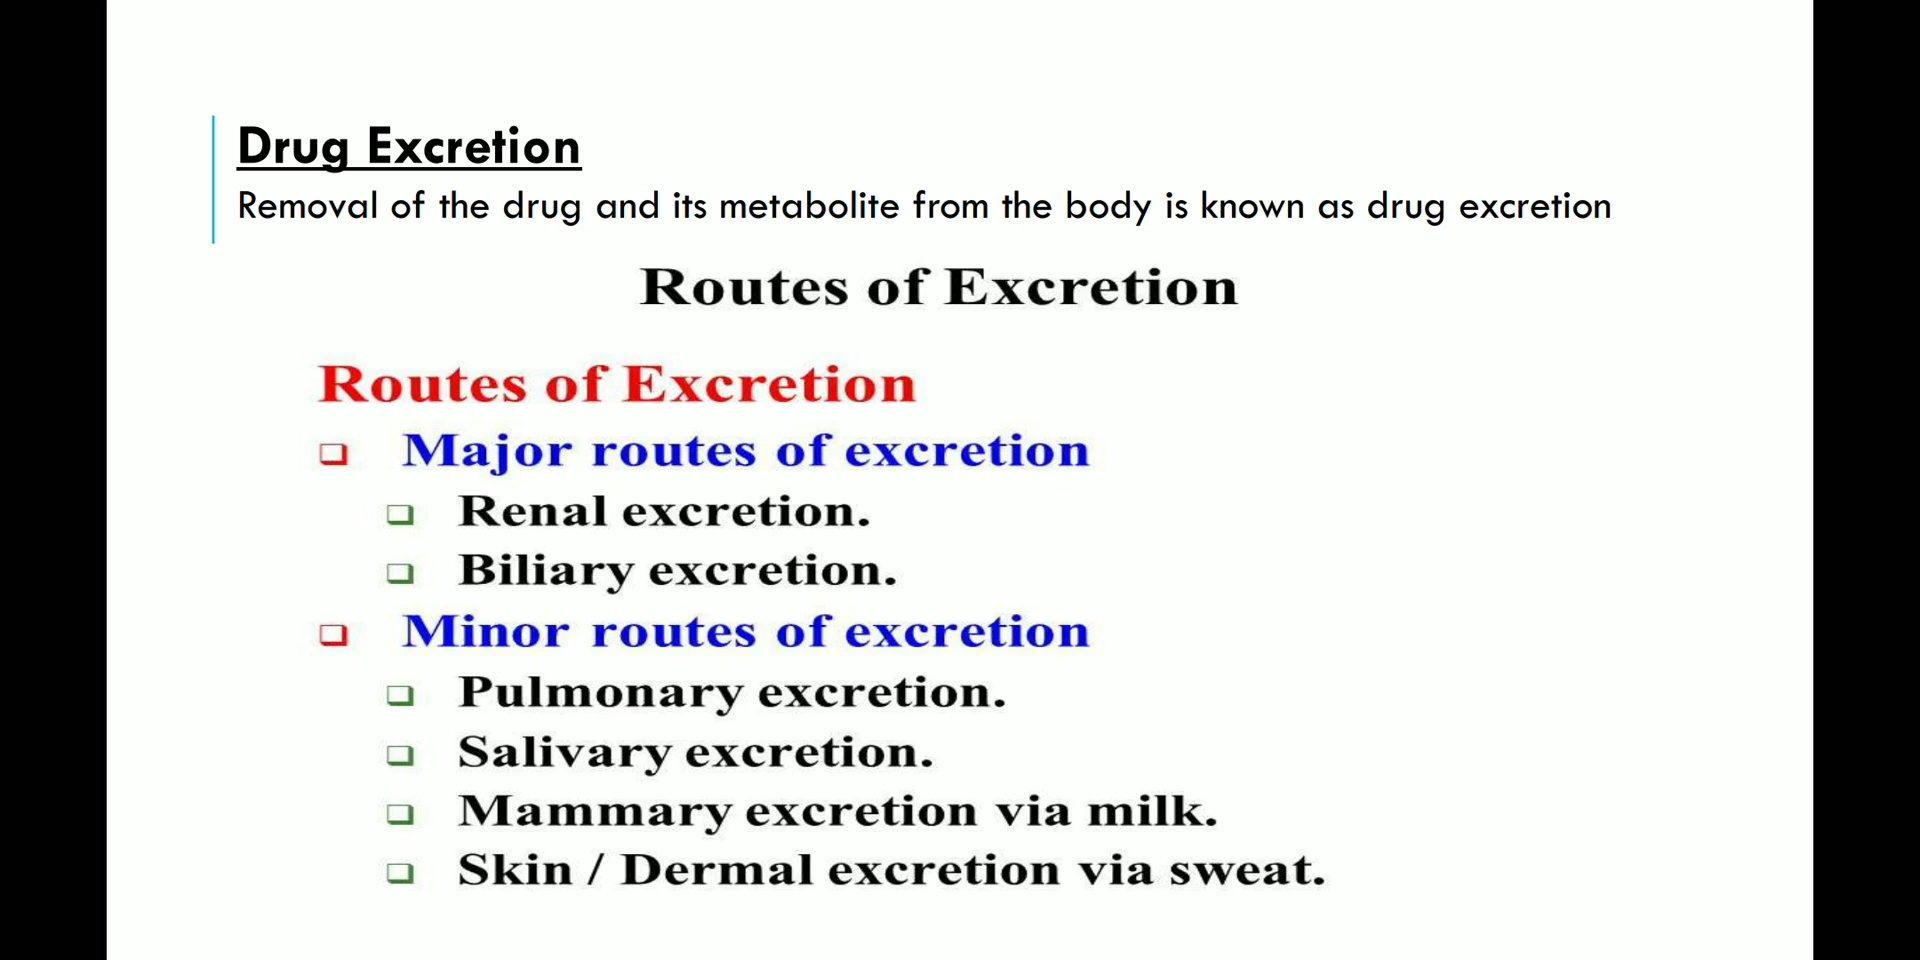 Drug Excretion
Removal of the drug and its metabolite from the body is known as drug excretion
Routes of Excretion
Routes of Excretion
Major routes of excretion
Renal excretion.
Biliary excretion.
Minor routes of excretion
Pulmonary excretion.
Salivary excretion.
Mammary excretion via milk.
Skin / Dermal excretion via sweat.